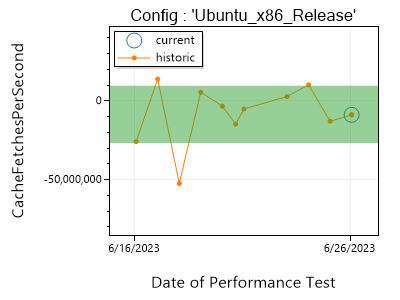 Config : 'Ubuntu_x86_Release'
current
historic
CacheFetchesPerSecond
0
-50,000,000
6/16/2023
6/26/2023
Date of Performance Test